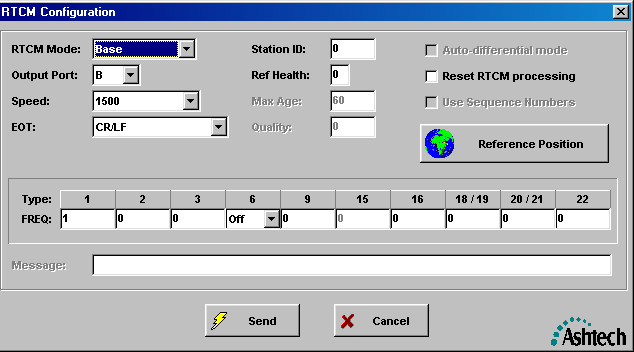 RTCM Configuration
RTCM Mode: Base Station ID: 0 Auto-differential mode
Output Port: B Ref Health: 0 Reset RTCM processing
Speed: 1500 Max Age: 60 Use Sequence Numbers
EOT: CR/LF Quality: 0
Reference Position
Type: 1 2 3 6 9 15 16 18 / 19 20 / 21 22
FREQ: 1 0 0 Off 0 0 0 0 0 0
Message:
Send Cancel
Ashtech